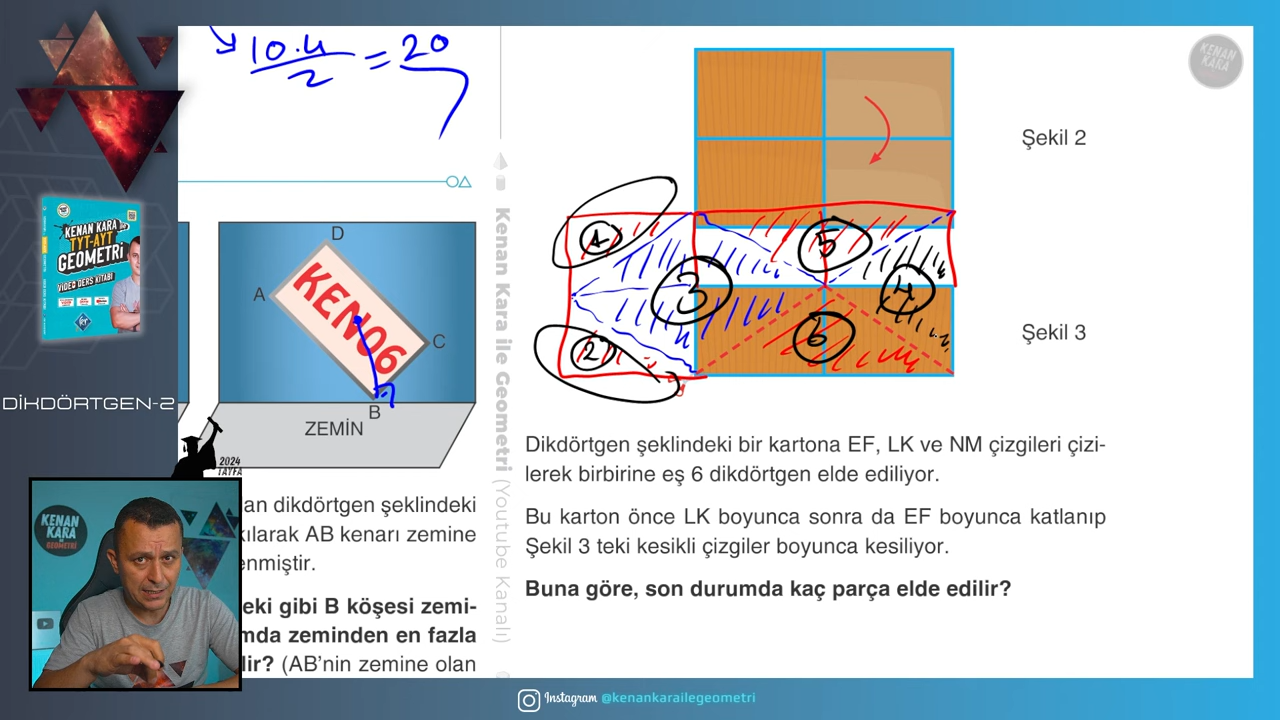 10.4 / 2 = 20
KENAN KARA
Şekil 2
KENAN KARA
TYT-AYT
GEOMETRİ
VİDEO DERS KİTABI
DİKDÖRTGEN-2
D
A
KEN06
C
B
ZEMİN
2024
TAYFA
Kenan Kara ile Geometri (Youtube Kanalı)
1
2
3
4
5
6
Şekil 3
Dikdörtgen şeklindeki bir kartona EF, LK ve NM çizgileri çizi-
lerek birbirine eş 6 dikdörtgen elde ediliyor.
Bu karton önce LK boyunca sonra da EF boyunca katlanıp
Şekil 3 teki kesikli çizgiler boyunca kesiliyor.
Buna göre, son durumda kaç parça elde edilir?
an dikdörtgen şeklindeki
kılarak AB kenarı zemine
enmiştir.
eki gibi B köşesi zemi-
mda zeminden en fazla
lir? (AB'nin zemine olan
KENAN KARA
GEOMETRİ
Instagram @kenankarailegeometri